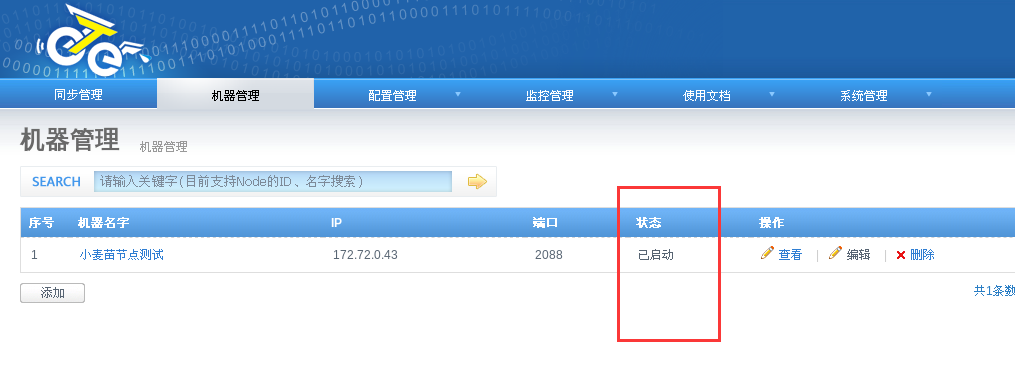 OTQ
同步管理 机器管理 配置管理 监控管理 使用文档 系统管理
机器管理 机器管理
SEARCH 请输入关键字(目前支持Node的ID、名字搜索)
序号 机器名字 IP 端口 状态 操作
1 小麦苗节点测试 172.72.0.43 2088 已启动 查看 | 编辑 | 删除
添加 共1条数